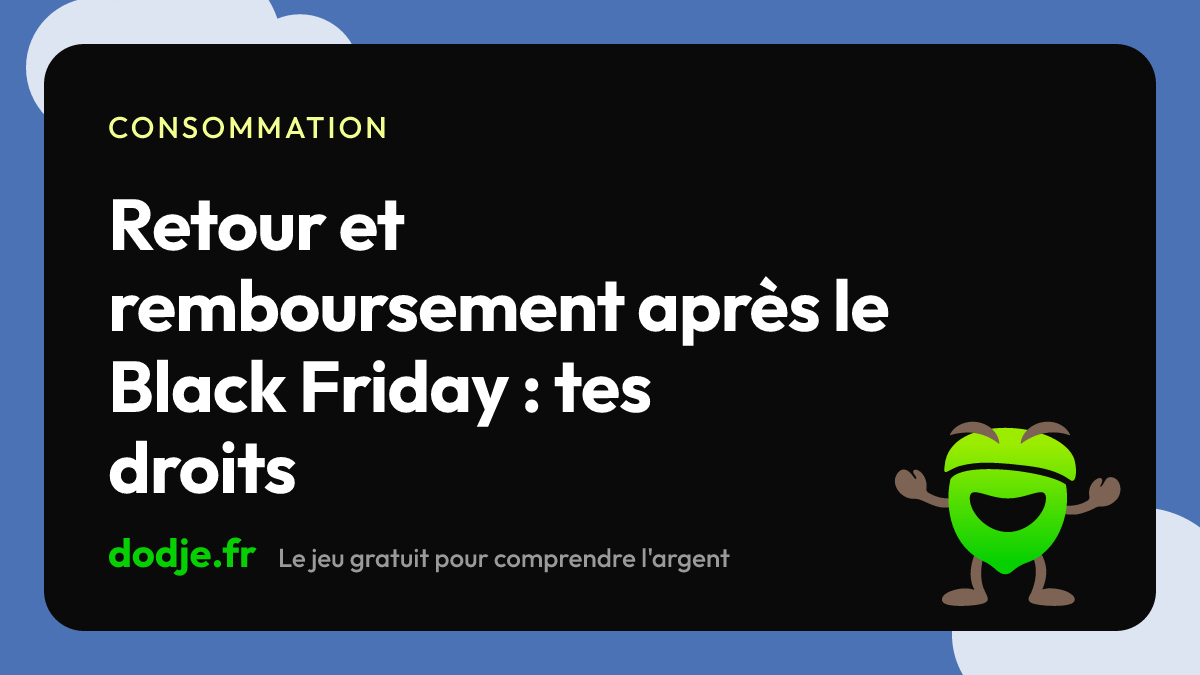 CONSOMMATION
Retour et
remboursement après le
Black Friday : tes
droits
dodje.fr Le jeu gratuit pour comprendre l'argent